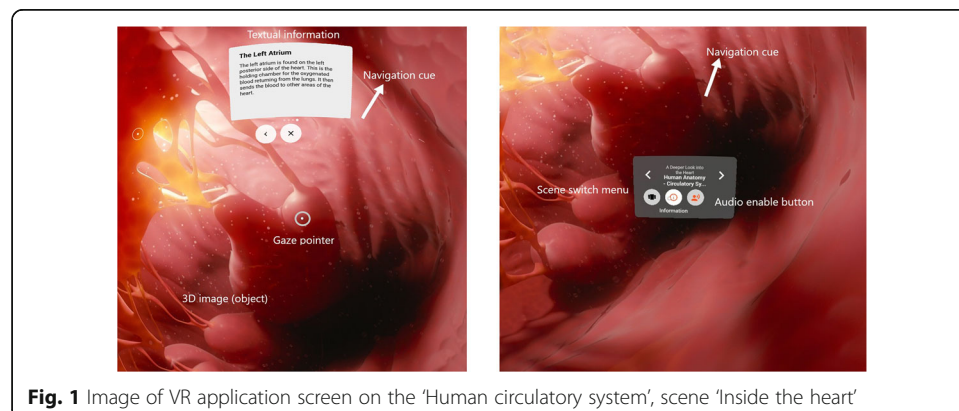 Textual information
The Left Atrium
The left atrium is found on the left
posterior side of the heart. This is the
holding chamber for the oxygenated
blood returning from the lungs. It then
sends the blood to other areas of the
heart.
Navigation cue
Gaze pointer
3D image (object)
Navigation cue
A Deeper Look into
the Heart
Human Anatomy
- Circulatory Sy...
Scene switch menu
Audio enable button
Information
Fig. 1 Image of VR application screen on the ‘Human circulatory system’, scene ‘Inside the heart’